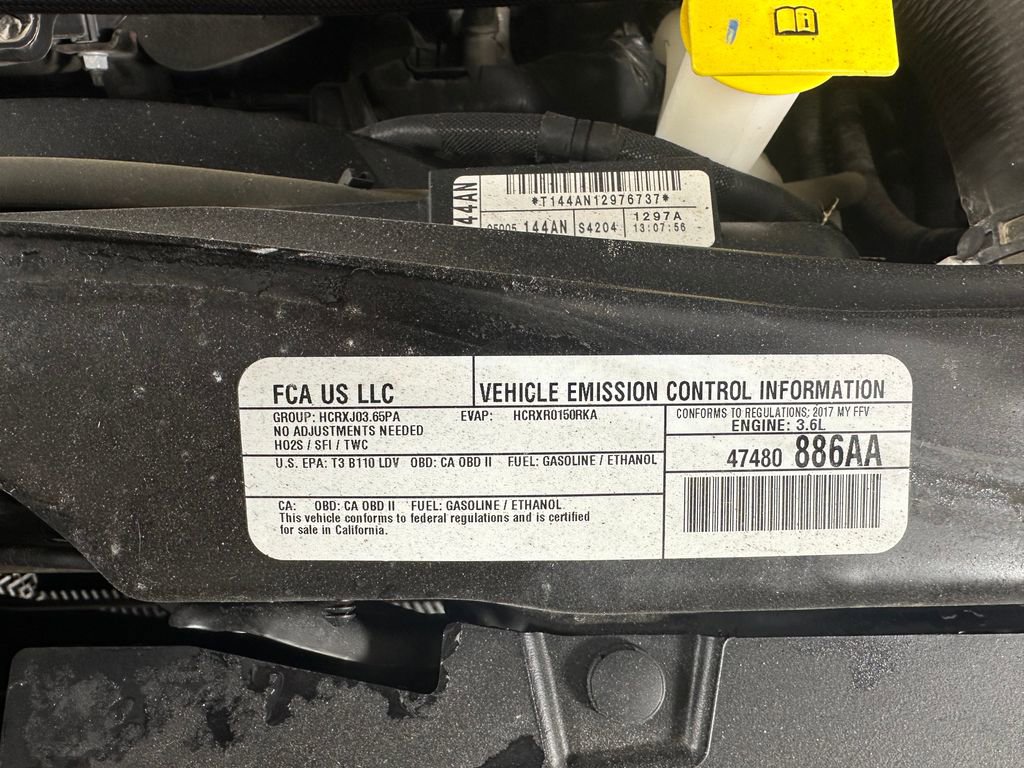 44AN
*T144AN12976737*
05005 144AN
S4204
1297A
13:07:56
FCA US LLC
VEHICLE EMISSION CONTROL INFORMATION
GROUP: HCRXJ03.65PA EVAP: HCRXR0150RKA
NO ADJUSTMENTS NEEDED
HO2S / SFI / TWC
CONFORMS TO REGULATIONS; 2017 MY FFV
ENGINE: 3.6L
U.S. EPA: T3 B110 LDV OBD: CA OBD II FUEL: GASOLINE / ETHANOL
47480 886AA
CA: OBD: CA OBD II FUEL: GASOLINE / ETHANOL
This vehicle conforms to federal regulations and is certified
for sale in California.